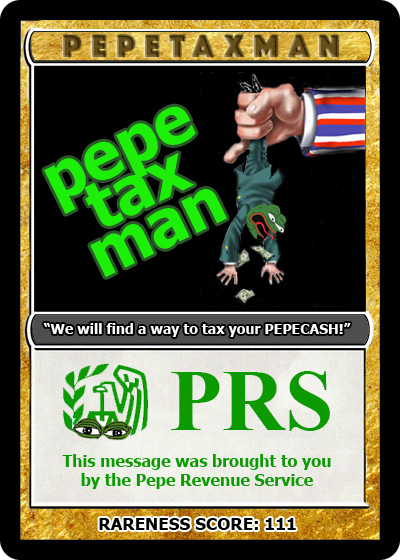 PEPETAXMAN
pepe
tax
man
“We will find a way to tax your PEPECASH!”
PRS
This message was brought to you
by the Pepe Revenue Service
RARENESS SCORE: 111